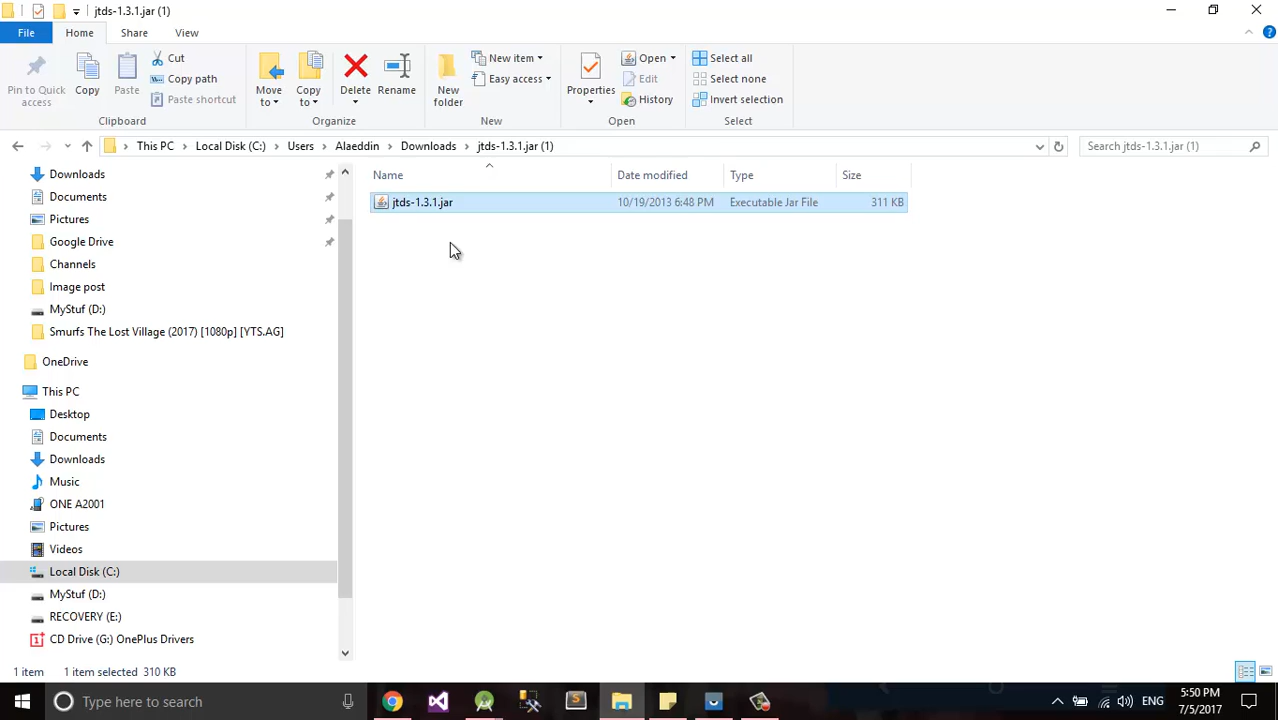 jtds-1.3.1.jar (1)
File Home Share View
Pin to Quick access
Copy
Paste
Cut
Copy path
Paste shortcut
Clipboard
Move to
Copy to
Delete
Rename
Organize
New folder
New item
Easy access
New
Properties
Open
Edit
History
Open
Select all
Select none
Invert selection
Select
This PC Local Disk (C:) Users Alaeddin Downloads jtds-1.3.1.jar (1)
Search jtds-1.3.1.jar (1)
Name Date modified Type Size
jtds-1.3.1.jar 10/19/2013 6:48 PM Executable Jar File 311 KB
Downloads
Documents
Pictures
Google Drive
Channels
Image post
MyStuf (D:)
Smurfs The Lost Village (2017) [1080p] [YTS.AG]
OneDrive
This PC
Desktop
Documents
Downloads
Music
ONE A2001
Pictures
Videos
Local Disk (C:)
MyStuf (D:)
RECOVERY (E:)
CD Drive (G:) OnePlus Drivers
1 item 1 item selected 310 KB
Type here to search
ENG
5:50 PM
7/5/2017